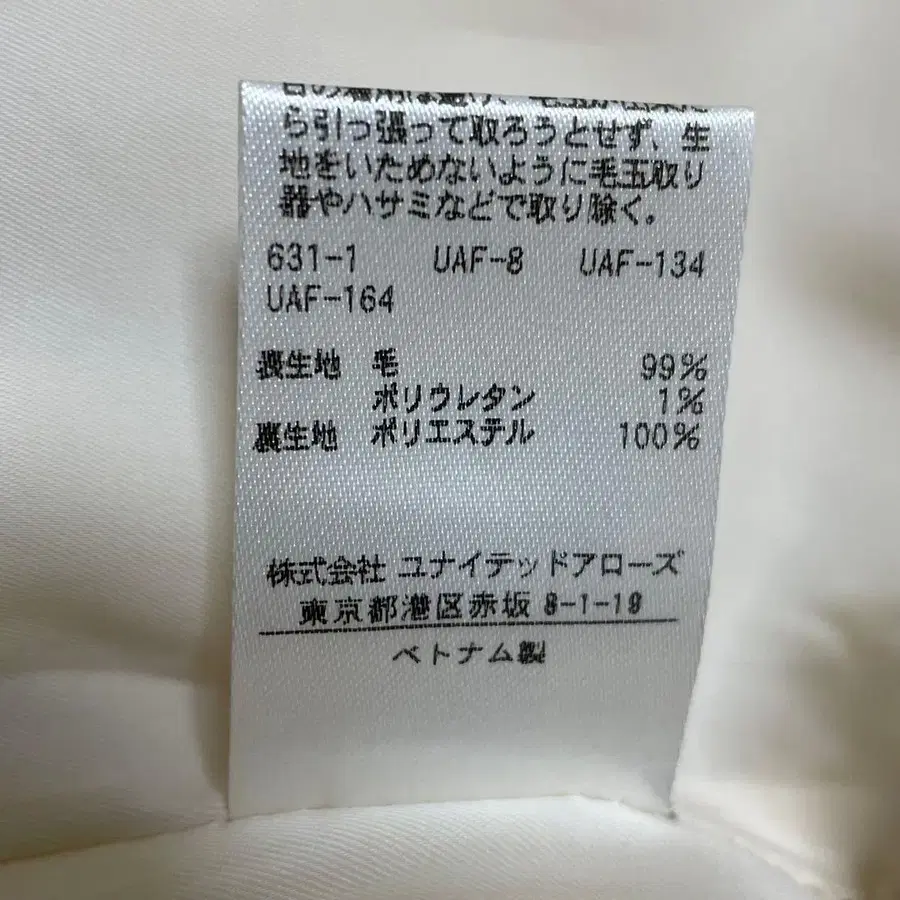 ら引っ張って取ろうとせず、生
地をいためないように毛玉取り
器やハサミなどで取り除く。
631-1 UAF-8 UAF-134
UAF-164
表生地 毛 99%
ポリウレタン 1%
裏生地 ポリエステル 100%
株式会社 ユナイテッドアローズ
東京都港区赤坂 8-1-19
ベトナム製